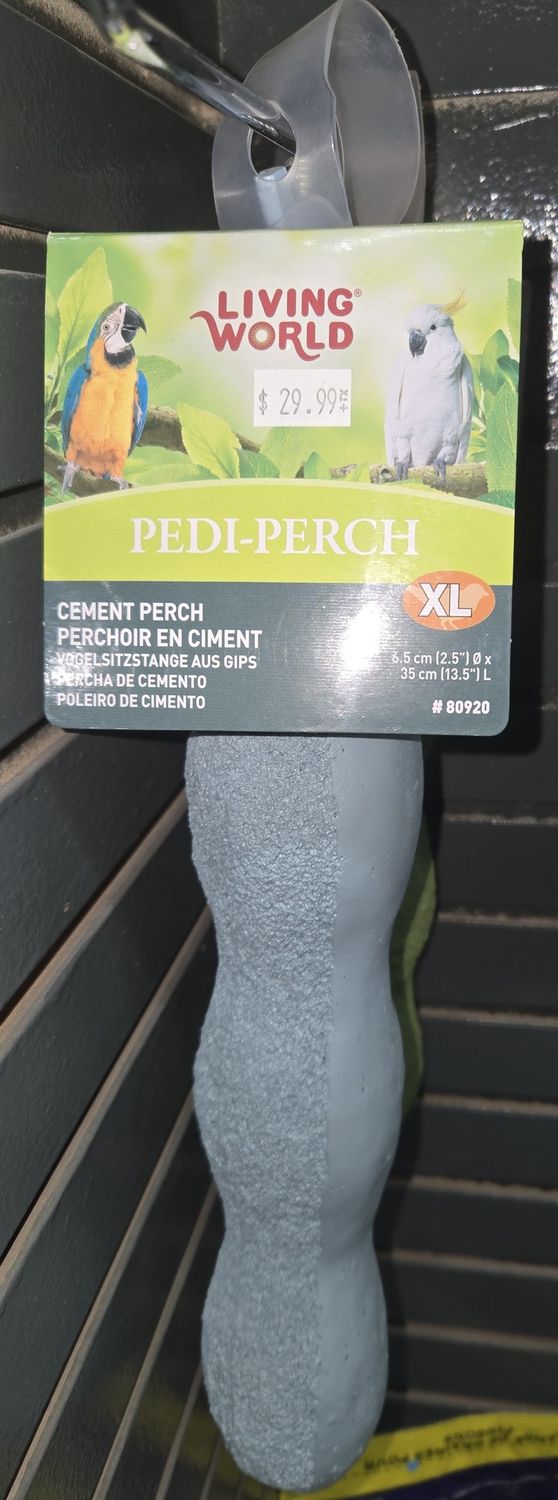 LIVING®
WORLD
$ 29.99
PEDI-PERCH
XL
CEMENT PERCH
PERCHOIR EN CIMENT
VOGELSITZSTANGE AUS GIPS
PERCHA DE CEMENTO
POLEIRO DE CIMENTO
6.5 cm (2.5") Ø x
35 cm (13.5") L
# 80920